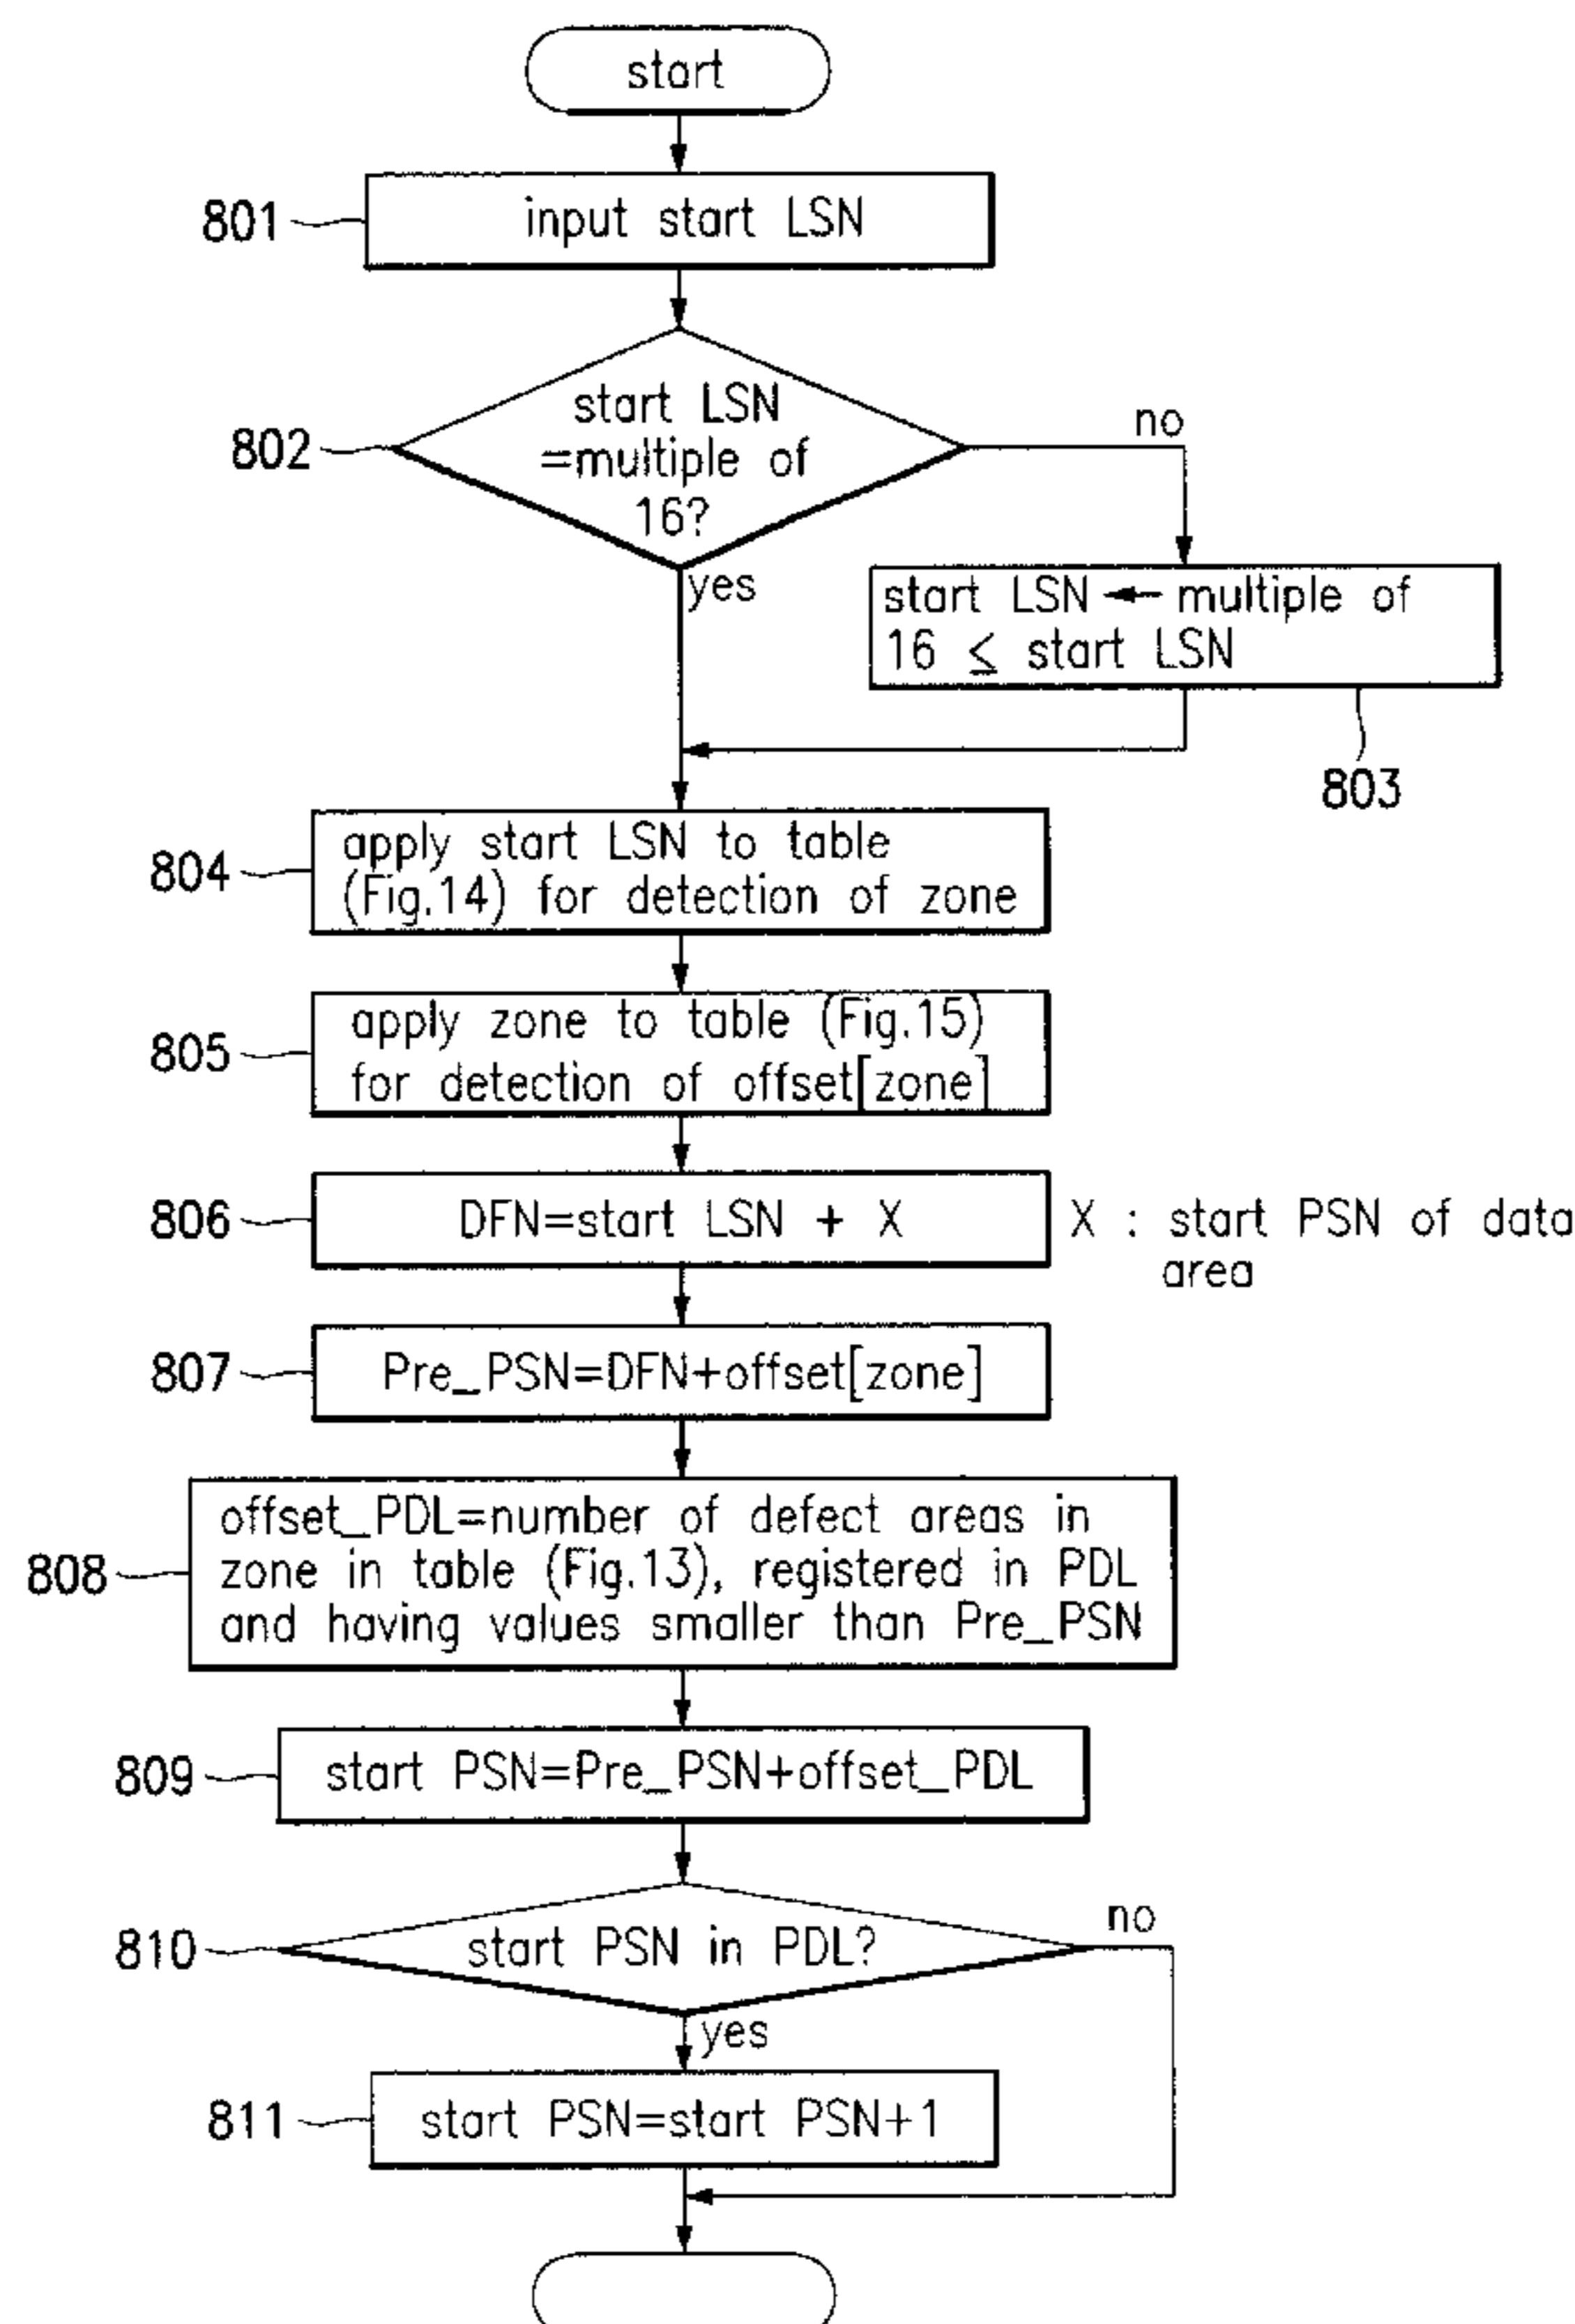 start
801
input start LSN
802
start LSN
=multiple of
16?
no
yes
start LSN ← multiple of
16 ≤ start LSN
803
804
apply start LSN to table
(Fig.14) for detection of zone
805
apply zone to table (Fig.15)
for detection of offset[zone]
806
DFN=start LSN + X
X : start PSN of data
area
807
Pre_PSN=DFN+offset[zone]
808
offset_PDL=number of defect areas in
zone in table (Fig.13), registered in PDL
and having values smaller than Pre_PSN
809
start PSN=Pre_PSN+offset_PDL
810
start PSN in PDL?
no
yes
811
start PSN=start PSN+1